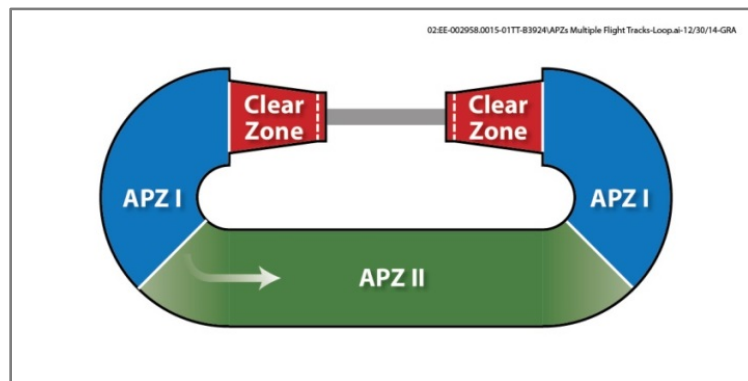 02:EE-002958.0015-01TT-B3924\APZs Multiple Flight Tracks-Loop.ai-12/30/14-GRA
Clear
Zone
Clear
Zone
APZ I
APZ I
APZ II